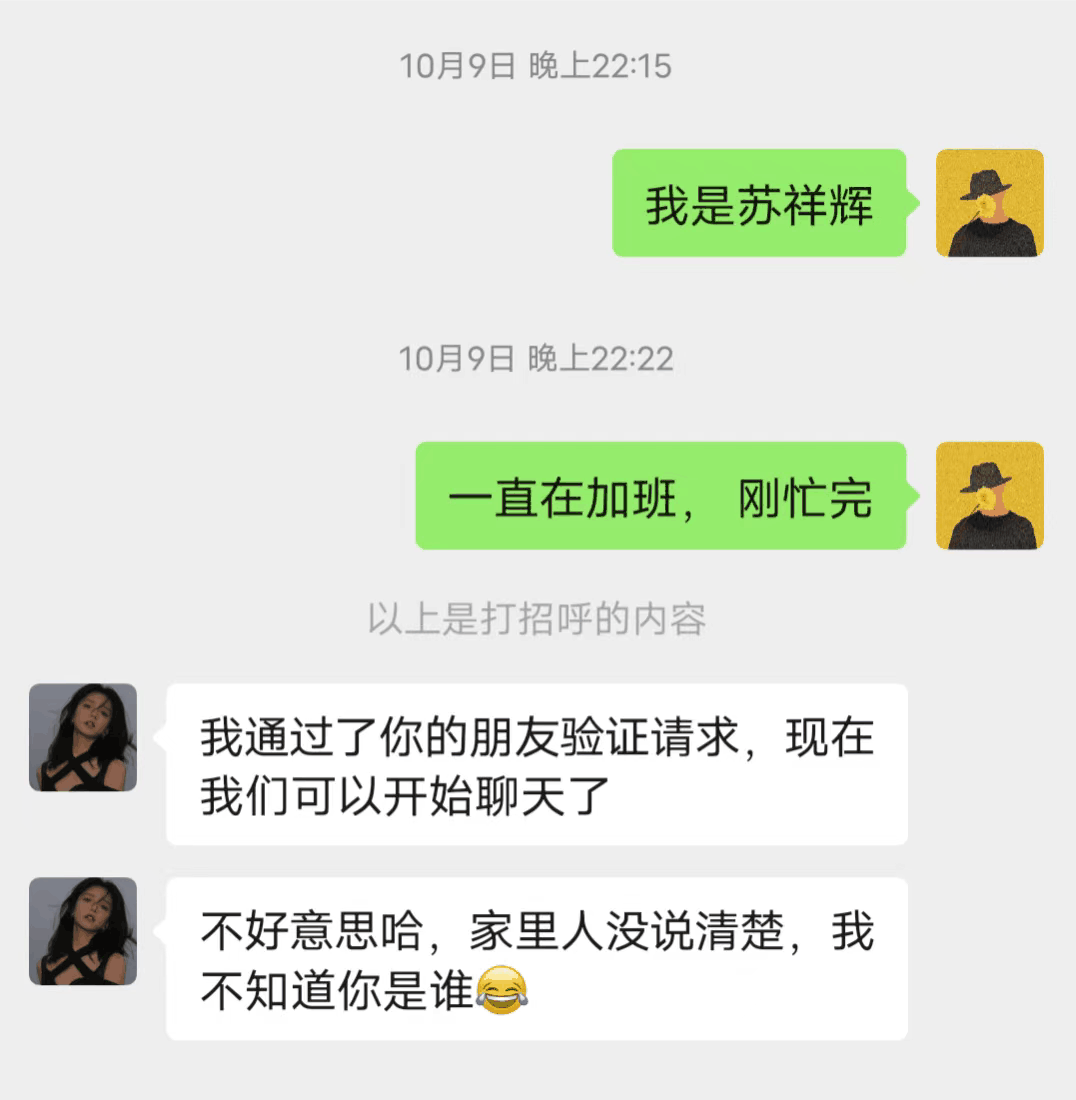 10月9日 晚上22:15
我是苏祥辉
10月9日 晚上22:22
一直在加班， 刚忙完
以上是打招呼的内容
我通过了你的朋友验证请求，现在
我们可以开始聊天了
不好意思哈，家里人没说清楚，我
不知道你是谁😂